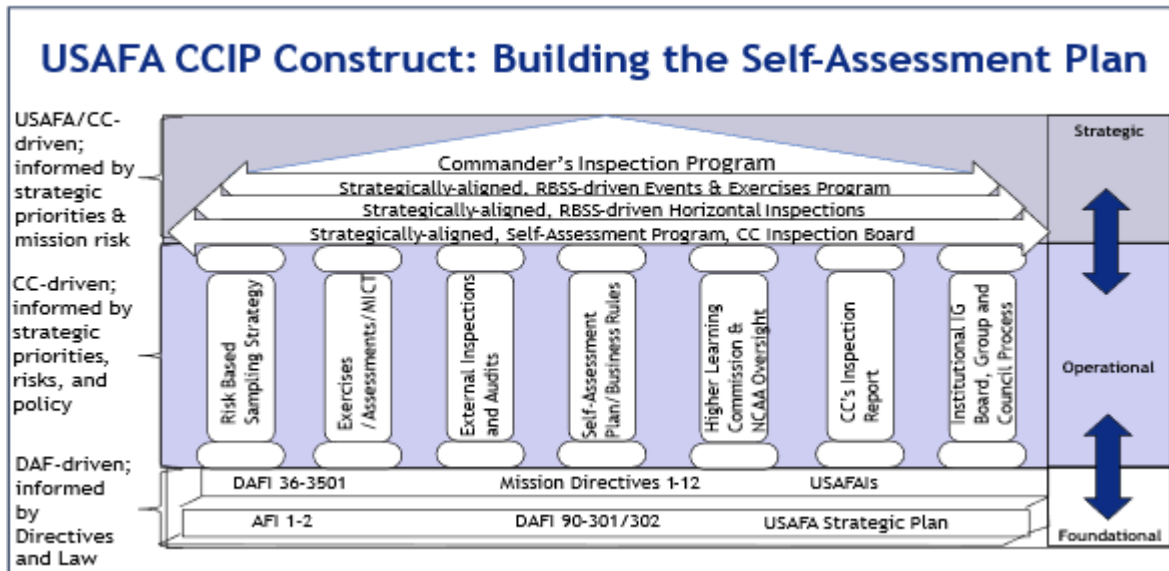 USAFA CCIP Construct: Building the Self-Assessment Plan
USAFA/CC-
driven;
informed by
strategic
priorities &
mission risk
Commander's Inspection Program
Strategically-aligned, RBSS-driven Events & Exercises Program
Strategically-aligned, RBSS-driven Horizontal Inspections
Strategically-aligned, Self-Assessment Program, CC Inspection Board
Strategic
CC-driven;
informed by
strategic
priorities,
risks, and
policy
Risk Based
Sampling Strategy
Exercises
/Assessments/MICT
External Inspections
and Audits
Self-Assessment
Plan/Business Rules
Higher Learning
Commission &
NCAA Oversight
CC's Inspection
Report
Institutional IG
Board, Group and
Council Process
Operational
DAF-driven;
informed
by
Directives
and Law
DAFI 36-3501
Mission Directives 1-12
USAFAIs
AFI 1-2
DAFI 90-301/302
USAFA Strategic Plan
Foundational